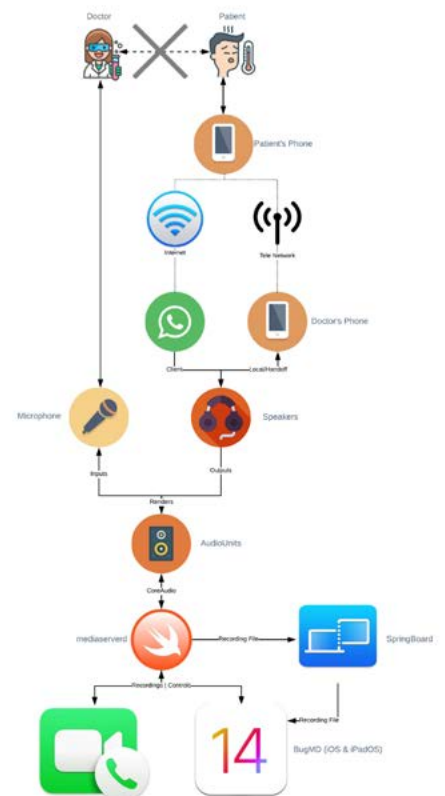 Doctor
Patient
Patient's Phone
Internet
Tele Network
Doctor's Phone
Client
Local/Handoff
Microphone
Speakers
Inputs
Outputs
Renders
AudioUnits
CoreAudio
mediaserverd
Recording File
SpringBoard
Recordings | Controls
Recording File
14
BugMD (iOS & iPadOS)